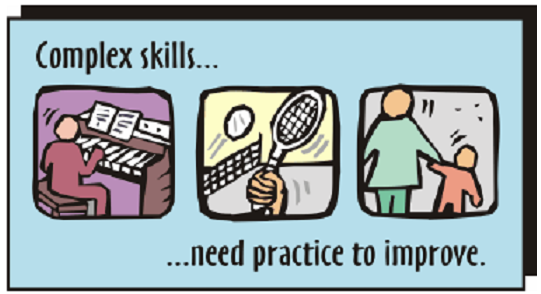 Complex skills...
...need practice to improve.